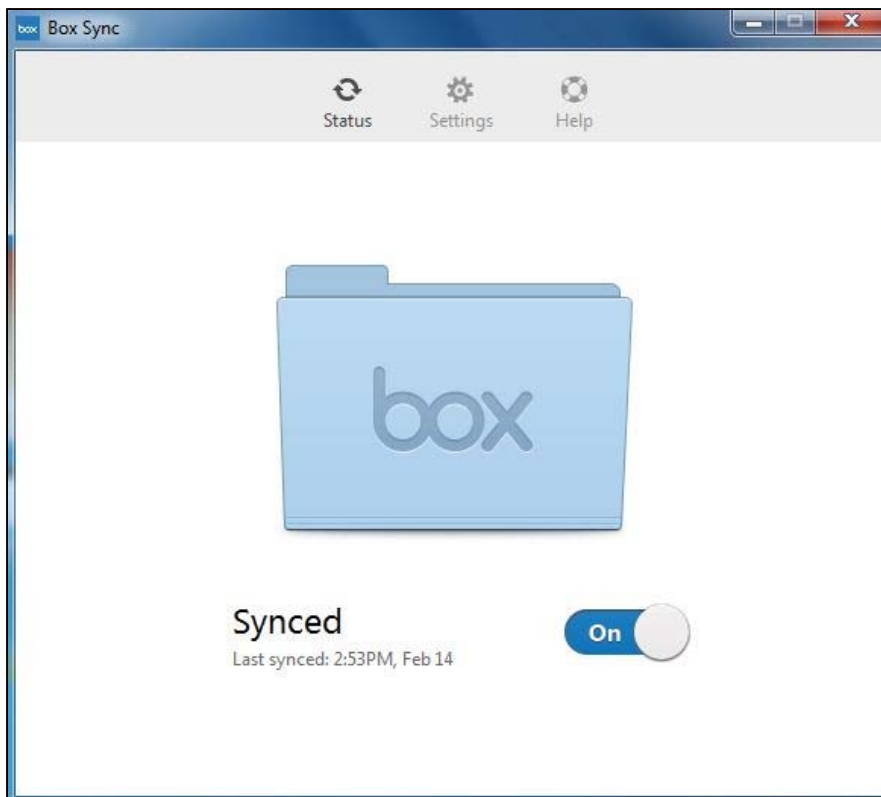 box Box Sync
Status Settings Help
box
Synced
On
Last synced: 2:53PM, Feb 14